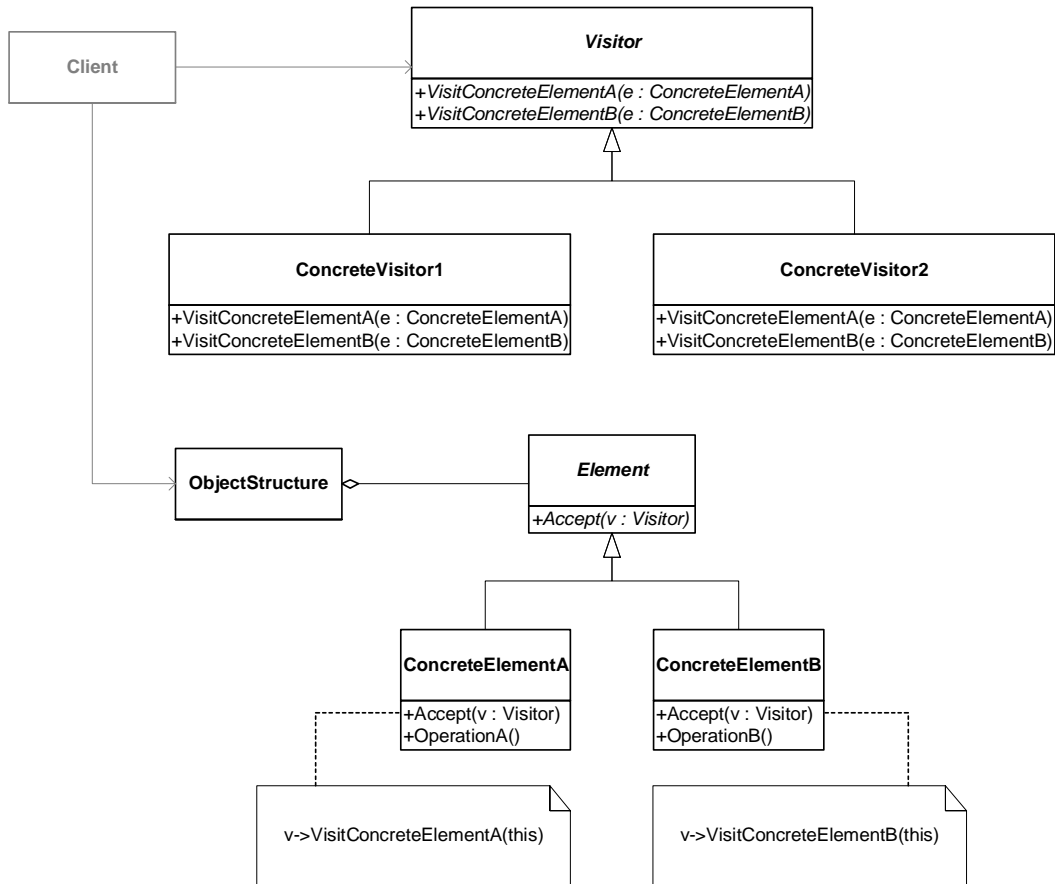 Client
Visitor
+VisitConcreteElementA(e : ConcreteElementA)
+VisitConcreteElementB(e : ConcreteElementB)
ConcreteVisitor1
+VisitConcreteElementA(e : ConcreteElementA)
+VisitConcreteElementB(e : ConcreteElementB)
ConcreteVisitor2
+VisitConcreteElementA(e : ConcreteElementA)
+VisitConcreteElementB(e : ConcreteElementB)
ObjectStructure
Element
+Accept(v : Visitor)
ConcreteElementA
+Accept(v : Visitor)
+OperationA()
ConcreteElementB
+Accept(v : Visitor)
+OperationB()
v->VisitConcreteElementA(this)
v->VisitConcreteElementB(this)